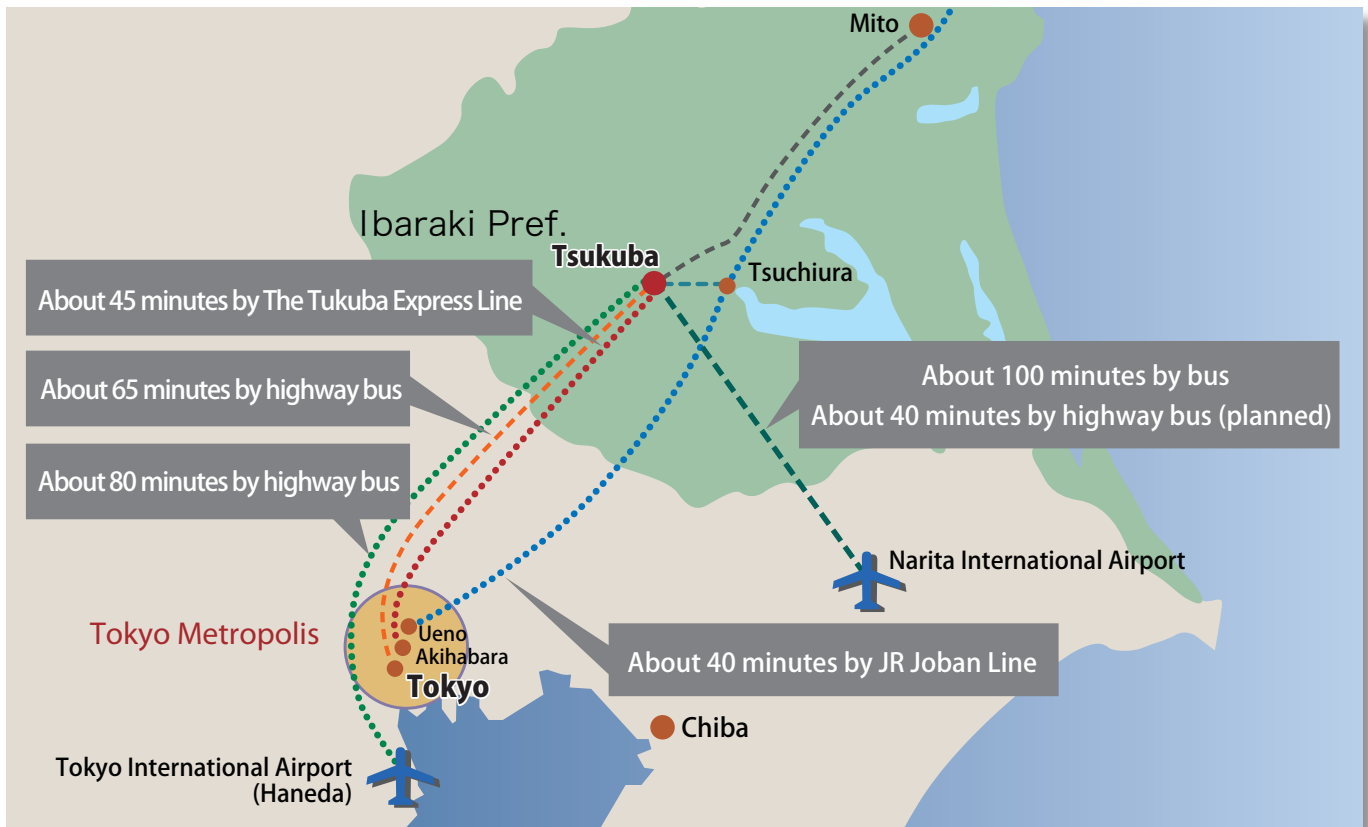 Mito
Ibaraki Pref.
Tsukuba
Tsuchiura
About 45 minutes by The Tukuba Express Line
About 65 minutes by highway bus
About 80 minutes by highway bus
About 100 minutes by bus
About 40 minutes by highway bus (planned)
Narita International Airport
Tokyo Metropolis
Ueno
Akihabara
Tokyo
About 40 minutes by JR Joban Line
Chiba
Tokyo International Airport
(Haneda)